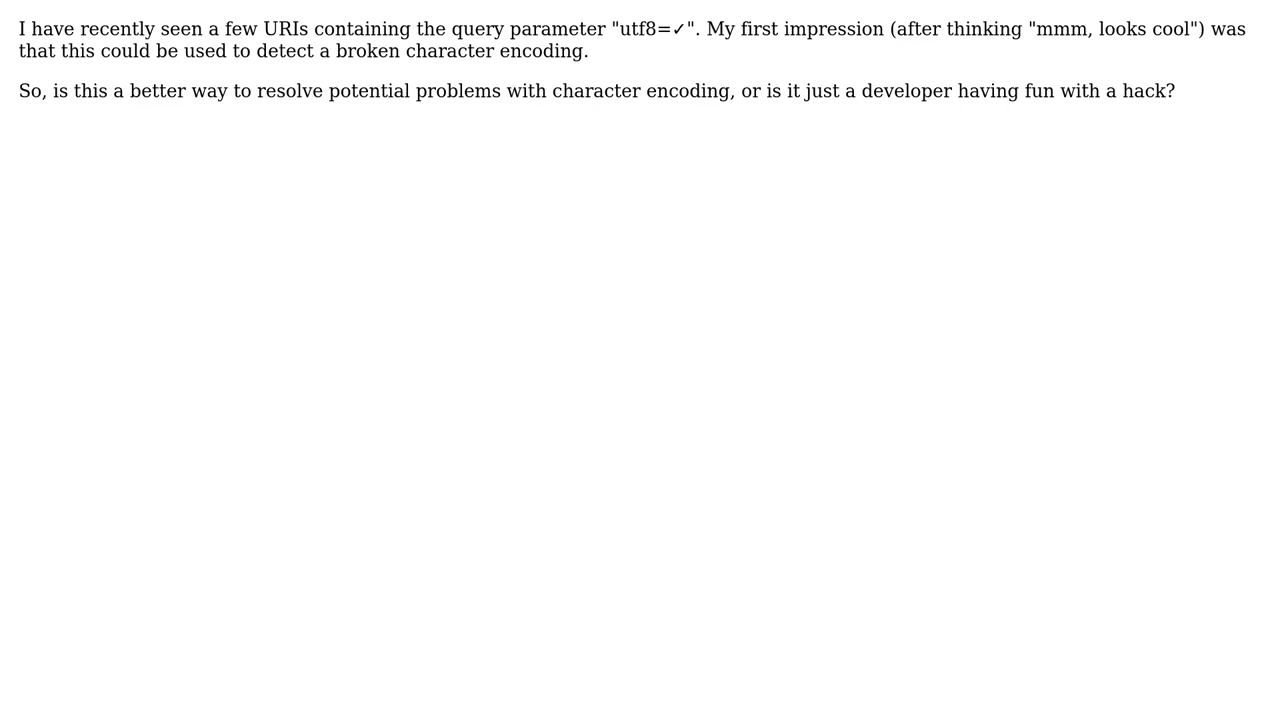 I have recently seen a few URIs containing the query parameter "utf8=✓". My first impression (after thinking "mmm, looks cool") was
that this could be used to detect a broken character encoding.
So, is this a better way to resolve potential problems with character encoding, or is it just a developer having fun with a hack?